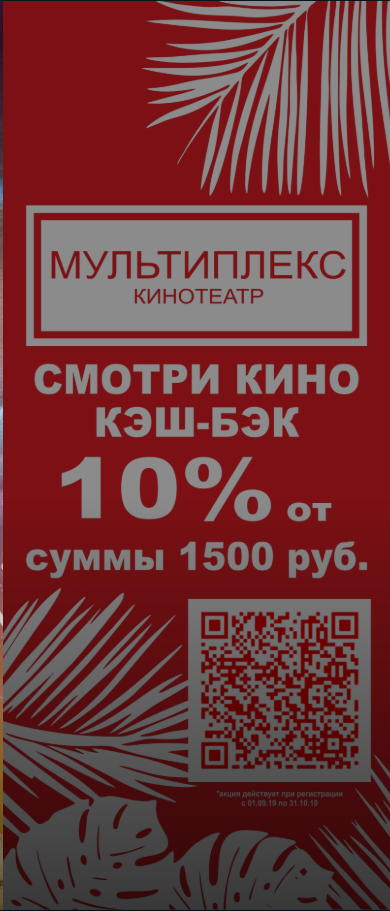 МУЛЬТИПЛЕКС
КИНОТЕАТР
СМОТРИ КИНО
КЭШ-БЭК
10% от
суммы 1500 руб.
*акция действует при регистрации
с 01.09.19 по 31.10.19